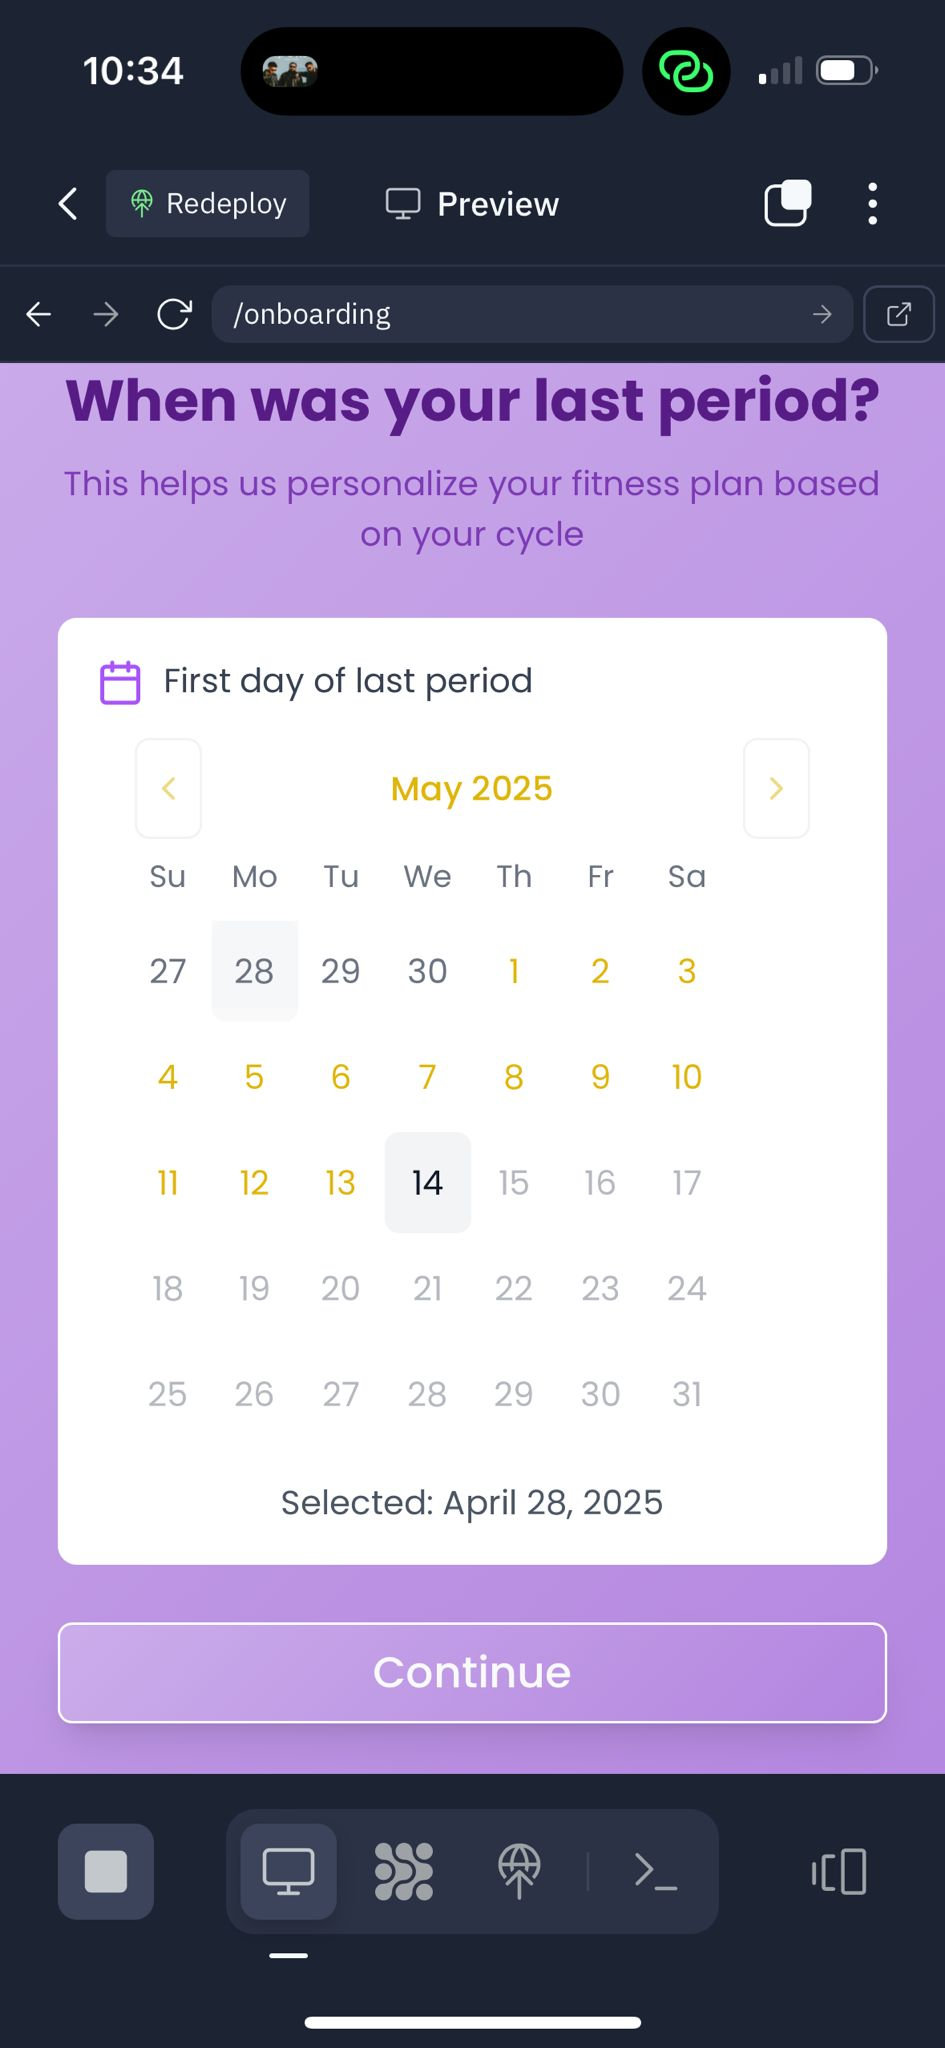 10:34
Redeploy
Preview
/onboarding
When was your last period?
This helps us personalize your fitness plan based
on your cycle
First day of last period
May 2025
Su Mo Tu We Th Fr Sa
27 28 29 30 1 2 3
4 5 6 7 8 9 10
11 12 13 14 15 16 17
18 19 20 21 22 23 24
25 26 27 28 29 30 31
Selected: April 28, 2025
Continue